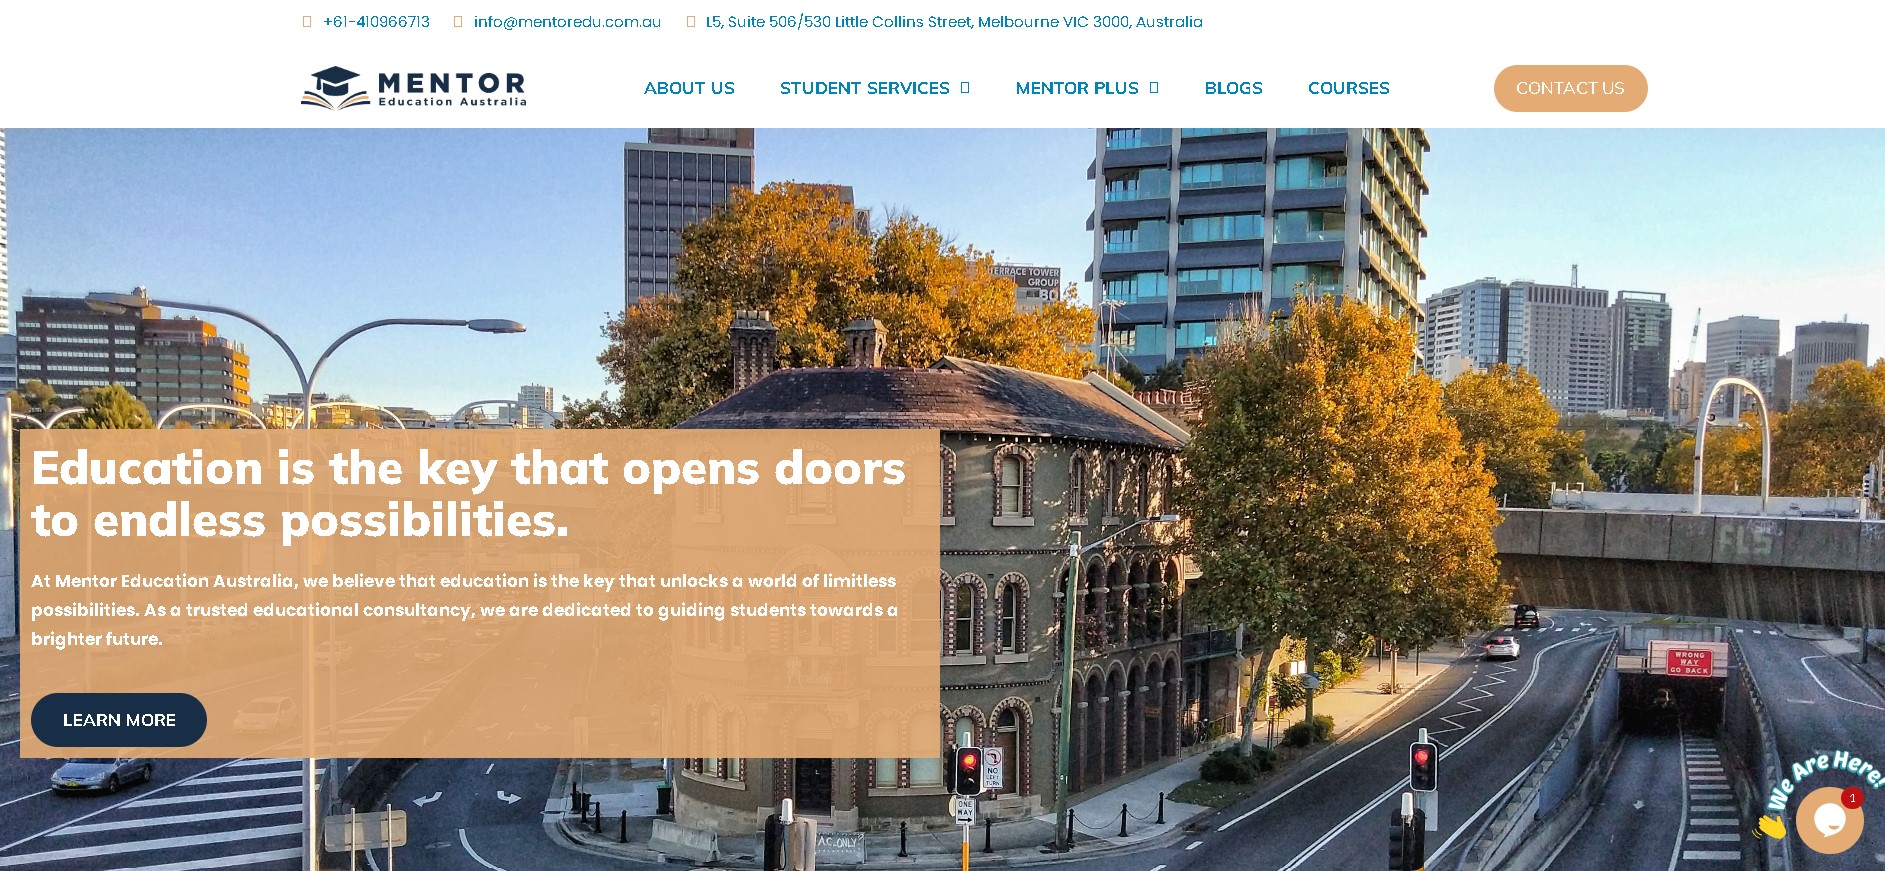 +61-410966713 info@mentoredu.com.au L5, Suite 506/530 Little Collins Street, Melbourne VIC 3000, Australia
MENTOR
Education Australia
ABOUT US STUDENT SERVICES MENTOR PLUS BLOGS COURSES CONTACT US
TERRACE TOWER
GROUP
80
Education is the key that opens doors
to endless possibilities.
At Mentor Education Australia, we believe that education is the key that unlocks a world of limitless
possibilities. As a trusted educational consultancy, we are dedicated to guiding students towards a
brighter future.
LEARN MORE
WRONG
WAY
GO BACK
NO
LEFT
TURN
ONE
WAY
We Are Here!
1